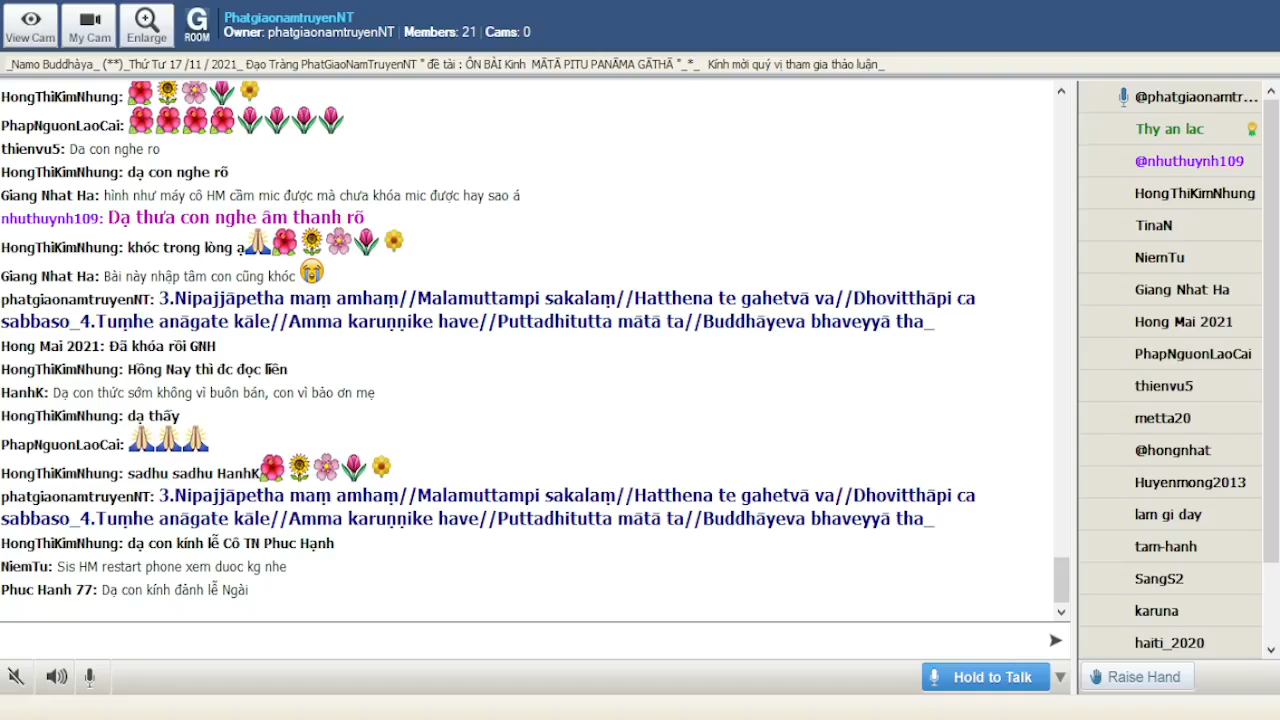 View Cam
My Cam
Enlarge
G
ROOM
PhatgiaonamtruyenNT
Owner: phatgiaonamtruyenNT | Members: 21 | Cams: 0
_Namo Buddhàya_ (**)_Thứ Tư 17 /11 / 2021_ Đạo Tràng PhatGiaoNamTruyenNT " đề tài : ÔN BÀI Kinh MĀTĀ PITU PANĀMA GĀTHĀ "_*_ Kính mời quý vị tham gia thảo luận_
HongThiKimNhung:
PhapNguonLaoCai:
thienvu5: Da con nghe ro
HongThiKimNhung: dạ con nghe rõ
Giang Nhat Ha: hình như máy cô HM cầm mic được mà chưa khóa mic được hay sao á
nhuthuynh109: Dạ thưa con nghe âm thanh rõ
HongThiKimNhung: khóc trong lòng ạ
Giang Nhat Ha: Bài này nhập tâm con cũng khóc
phatgiaonamtruyenNT: 3.Nipajjāpetha maṃ amhaṃ//Malamuttampi sakalaṃ//Hatthena te gahetvā va//Dhovitthāpi ca
sabbaso_4.Tuṃhe anāgate kāle//Amma karuṇṇike have//Puttadhitutta mātā ta//Buddhāyeva bhaveyyā tha_
Hong Mai 2021: Đã khóa rồi GNH
HongThiKimNhung: Hồng Nay thì đc đọc liền
HanhK: Dạ con thức sớm không vì buôn bán, con vì bảo ơn mẹ
HongThiKimNhung: dạ thấy
PhapNguonLaoCai:
HongThiKimNhung: sadhu sadhu HanhK
phatgiaonamtruyenNT: 3.Nipajjāpetha maṃ amhaṃ//Malamuttampi sakalaṃ//Hatthena te gahetvā va//Dhovitthāpi ca
sabbaso_4.Tuṃhe anāgate kāle//Amma karuṇṇike have//Puttadhitutta mātā ta//Buddhāyeva bhaveyyā tha_
HongThiKimNhung: dạ con kính lễ Cô TN Phuc Hạnh
NiemTu: Sis HM restart phone xem duoc kg nhe
Phuc Hanh 77: Dạ con kính đảnh lễ Ngài
Hold to Talk
@phatgiaonamtr...
Thy an lac
@nhuthuynh109
HongThiKimNhung
TinaN
NiemTu
Giang Nhat Ha
Hong Mai 2021
PhapNguonLaoCai
thienvu5
metta20
@hongnhat
Huyenmong2013
lam gi day
tam-hanh
SangS2
karuna
haiti_2020
Raise Hand